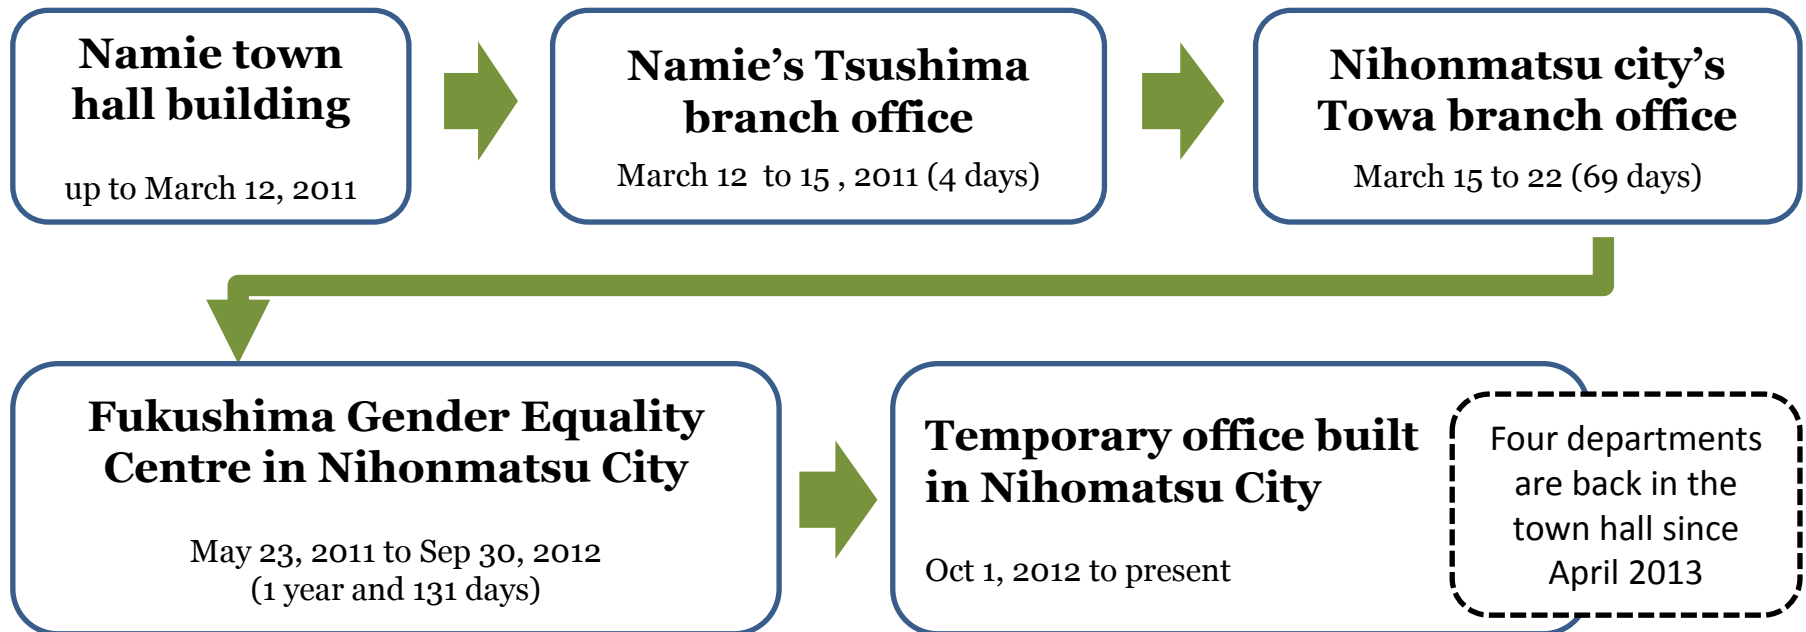 Namie town
hall building
up to March 12, 2011
Namie’s Tsushima
branch office
March 12  to 15 , 2011 (4 days)
Nihonmatsu city’s
Towa branch office
March 15 to 22 (69 days)
Fukushima Gender Equality
Centre in Nihonmatsu City
May 23, 2011 to Sep 30, 2012
(1 year and 131 days)
Temporary office built
in Nihomatsu City
Oct 1, 2012 to present
Four departments
are back in the
town hall since
April 2013